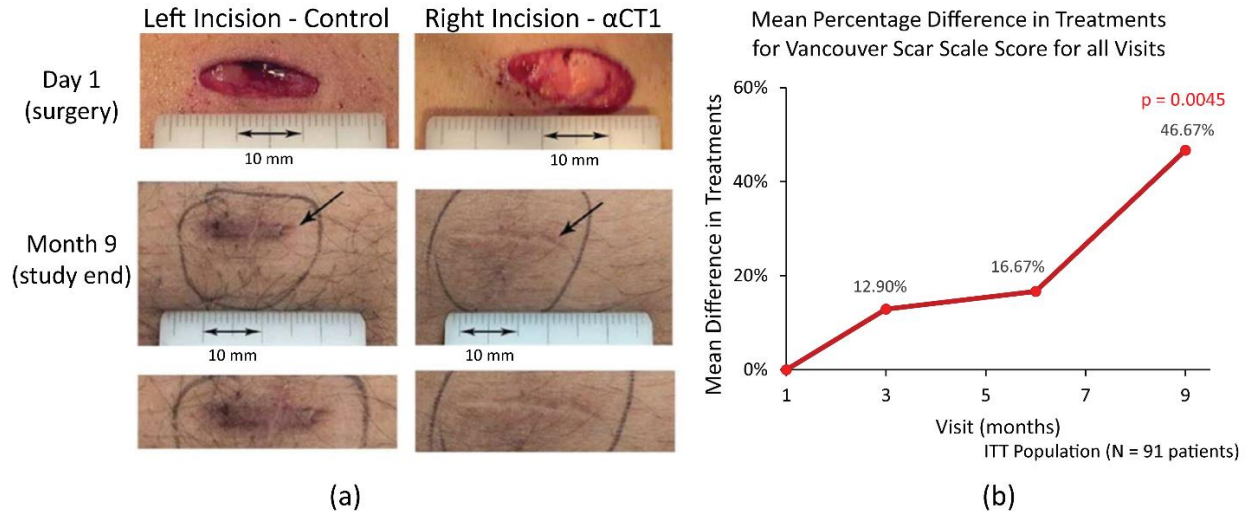 Left Incision - Control
Right Incision - αCT1
Day 1
(surgery)
10 mm
10 mm
Month 9
(study end)
10 mm
10 mm
(a)
Mean Percentage Difference in Treatments
for Vancouver Scar Scale Score for all Visits
Mean Difference in Treatments
60%
40%
20%
0%
p = 0.0045
46.67%
16.67%
12.90%
1
3
5
7
9
Visit (months)
ITT Population (N = 91 patients)
(b)